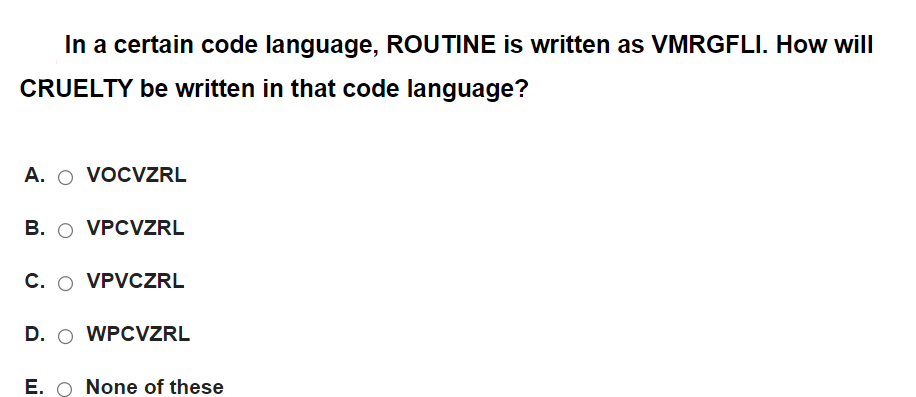 In a certain code language, ROUTINE is written as VMRGFLI. How will
CRUELTY be written in that code language?
A. VOCVZRL
B. VPCVZRL
C. VPVCZRL
D. WPCVZRL
E. None of these